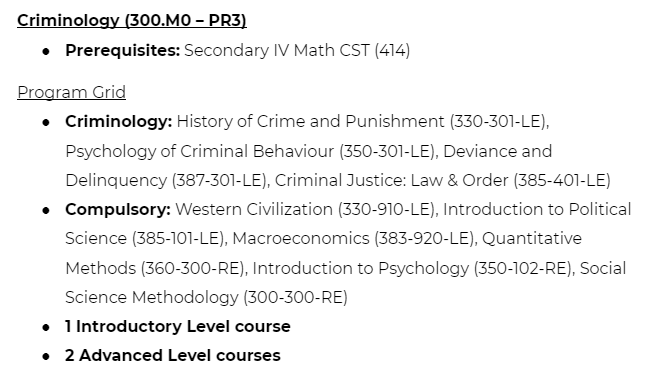 Criminology (300.M0 – PR3)
● Prerequisites: Secondary IV Math CST (414)
Program Grid
● Criminology: History of Crime and Punishment (330-301-LE),
Psychology of Criminal Behaviour (350-301-LE), Deviance and
Delinquency (387-301-LE), Criminal Justice: Law & Order (385-401-LE)
● Compulsory: Western Civilization (330-910-LE), Introduction to Political
Science (385-101-LE), Macroeconomics (383-920-LE), Quantitative
Methods (360-300-RE), Introduction to Psychology (350-102-RE), Social
Science Methodology (300-300-RE)
● 1 Introductory Level course
● 2 Advanced Level courses